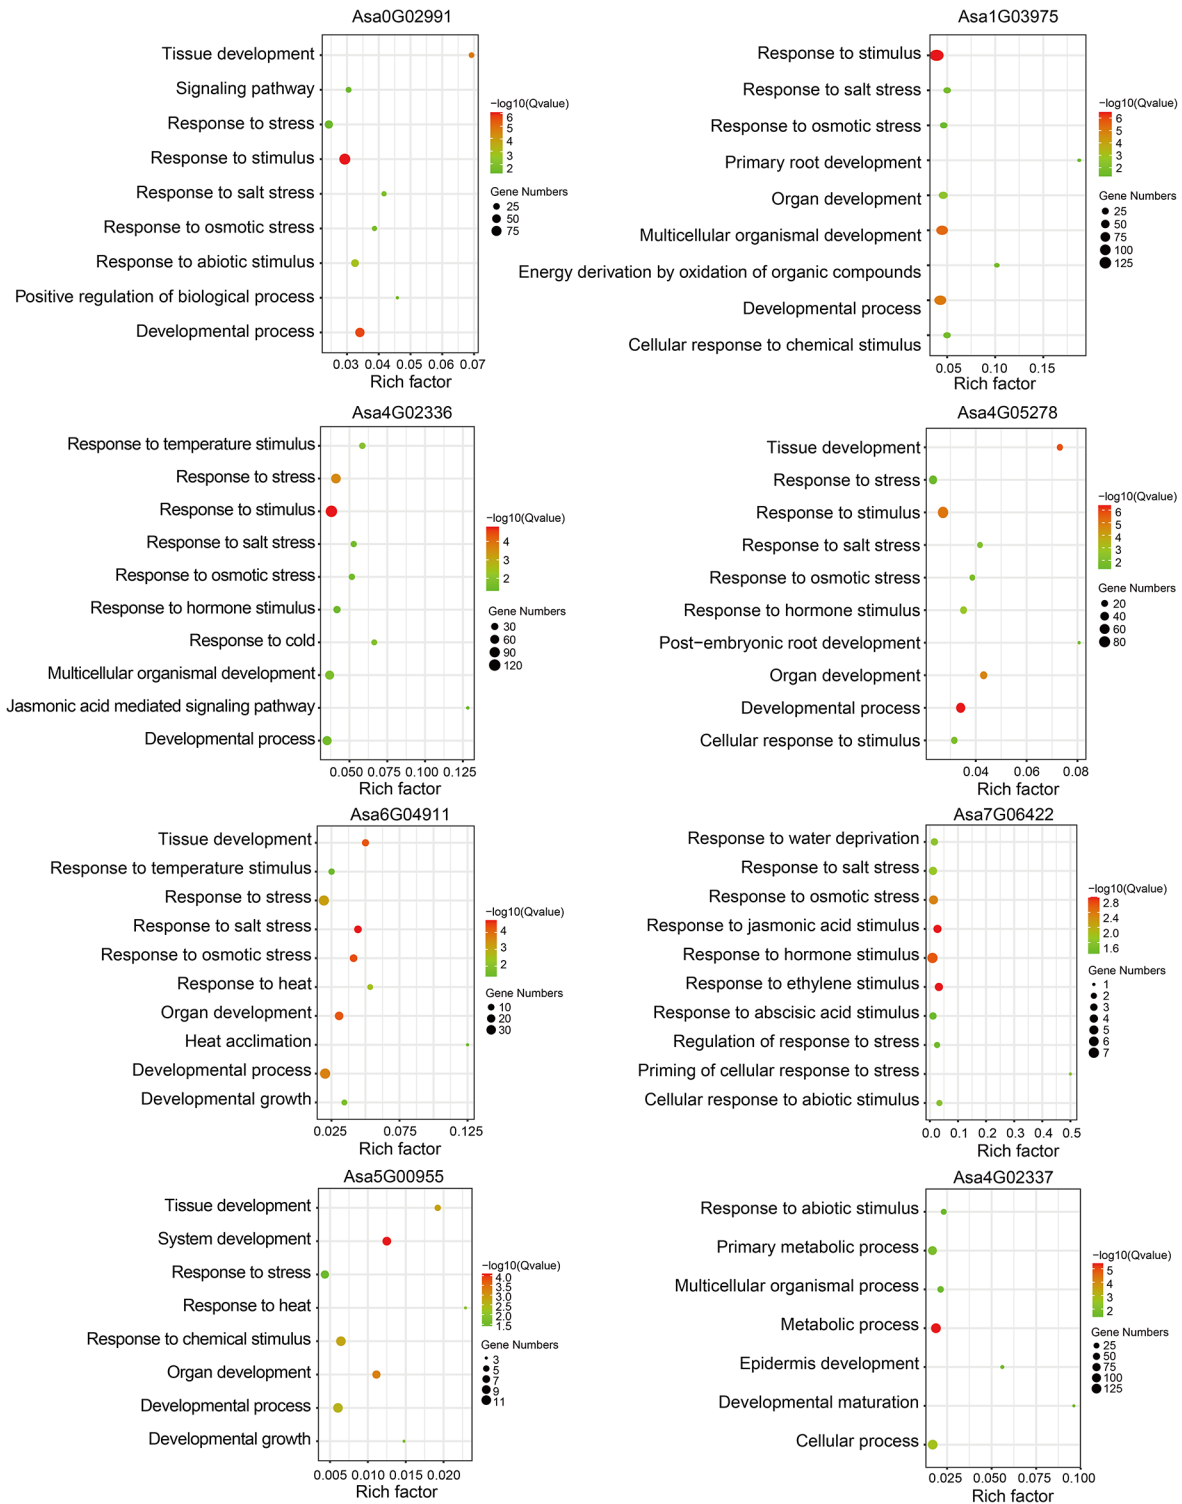 Asa0G02991
Tissue development
Signaling pathway
Response to stress
Response to stimulus
Response to salt stress
Response to osmotic stress
Response to abiotic stimulus
Positive regulation of biological process
Developmental process
0.03 0.04 0.05 0.06 0.07
Rich factor
−log10(Qvalue)
6
5
4
3
2
Gene Numbers
25
50
75
Asa1G03975
Response to stimulus
Response to salt stress
Response to osmotic stress
Primary root development
Organ development
Multicellular organismal development
Energy derivation by oxidation of organic compounds
Developmental process
Cellular response to chemical stimulus
0.05 0.10 0.15
Rich factor
−log10(Qvalue)
6
5
4
3
2
Gene Numbers
25
50
75
100
125
Asa4G02336
Response to temperature stimulus
Response to stress
Response to stimulus
Response to salt stress
Response to osmotic stress
Response to hormone stimulus
Response to cold
Multicellular organismal development
Jasmonic acid mediated signaling pathway
Developmental process
0.050 0.075 0.100 0.125
Rich factor
−log10(Qvalue)
4
3
2
Gene Numbers
30
60
90
120
Asa4G05278
Tissue development
Response to stress
Response to stimulus
Response to salt stress
Response to osmotic stress
Response to hormone stimulus
Post−embryonic root development
Organ development
Developmental process
Cellular response to stimulus
0.04 0.06 0.08
Rich factor
−log10(Qvalue)
6
5
4
3
2
Gene Numbers
20
40
60
80
Asa6G04911
Tissue development
Response to temperature stimulus
Response to stress
Response to salt stress
Response to osmotic stress
Response to heat
Organ development
Heat acclimation
Developmental process
Developmental growth
0.025 0.075 0.125
Rich factor
−log10(Qvalue)
4
3
2
Gene Numbers
10
20
30
Asa7G06422
Response to water deprivation
Response to salt stress
Response to osmotic stress
Response to jasmonic acid stimulus
Response to hormone stimulus
Response to ethylene stimulus
Response to abscisic acid stimulus
Regulation of response to stress
Priming of cellular response to stress
Cellular response to abiotic stimulus
0.0 0.1 0.2 0.3 0.4 0.5
Rich factor
−log10(Qvalue)
2.8
2.4
2.0
1.6
Gene Numbers
1
2
3
4
5
6
7
Asa5G00955
Tissue development
System development
Response to stress
Response to heat
Response to chemical stimulus
Organ development
Developmental process
Developmental growth
0.005 0.010 0.015 0.020
Rich factor
−log10(Qvalue)
4.0
3.5
3.0
2.5
2.0
1.5
Gene Numbers
3
5
7
9
11
Asa4G02337
Response to abiotic stimulus
Primary metabolic process
Multicellular organismal process
Metabolic process
Epidermis development
Developmental maturation
Cellular process
0.025 0.050 0.075 0.100
Rich factor
−log10(Qvalue)
5
4
3
2
Gene Numbers
25
50
75
100
125